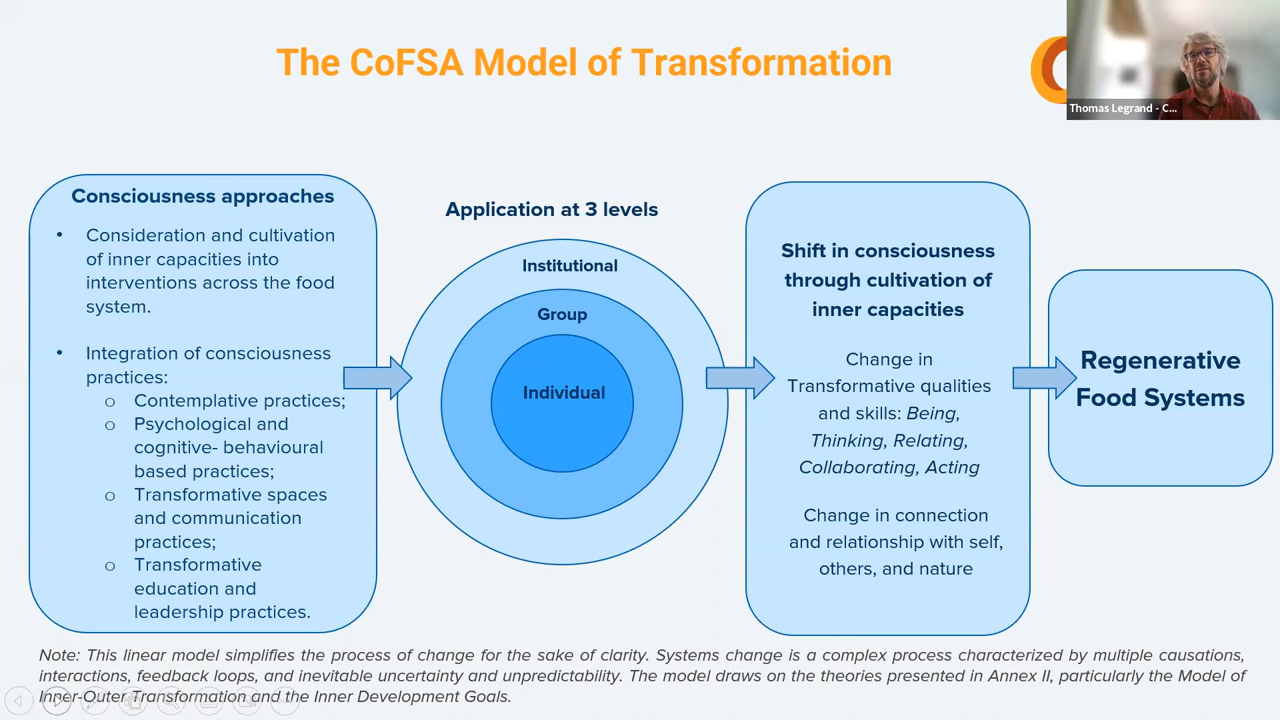 The CoFSA Model of Transformation
Thomas Legrand - C...
Consciousness approaches
• Consideration and cultivation
of inner capacities into
interventions across the food
system.
• Integration of consciousness
practices:
o Contemplative practices;
o Psychological and
cognitive- behavioural
based practices;
o Transformative spaces
and communication
practices;
o Transformative
education and
leadership practices.
Application at 3 levels
Institutional
Group
Individual
Shift in consciousness
through cultivation of
inner capacities
Change in
Transformative qualities
and skills: Being,
Thinking, Relating,
Collaborating, Acting
Change in connection
and relationship with self,
others, and nature
Regenerative
Food Systems
Note: This linear model simplifies the process of change for the sake of clarity. Systems change is a complex process characterized by multiple causations,
interactions, feedback loops, and inevitable uncertainty and unpredictability. The model draws on the theories presented in Annex II, particularly the Model of
Inner-Outer Transformation and the Inner Development Goals.